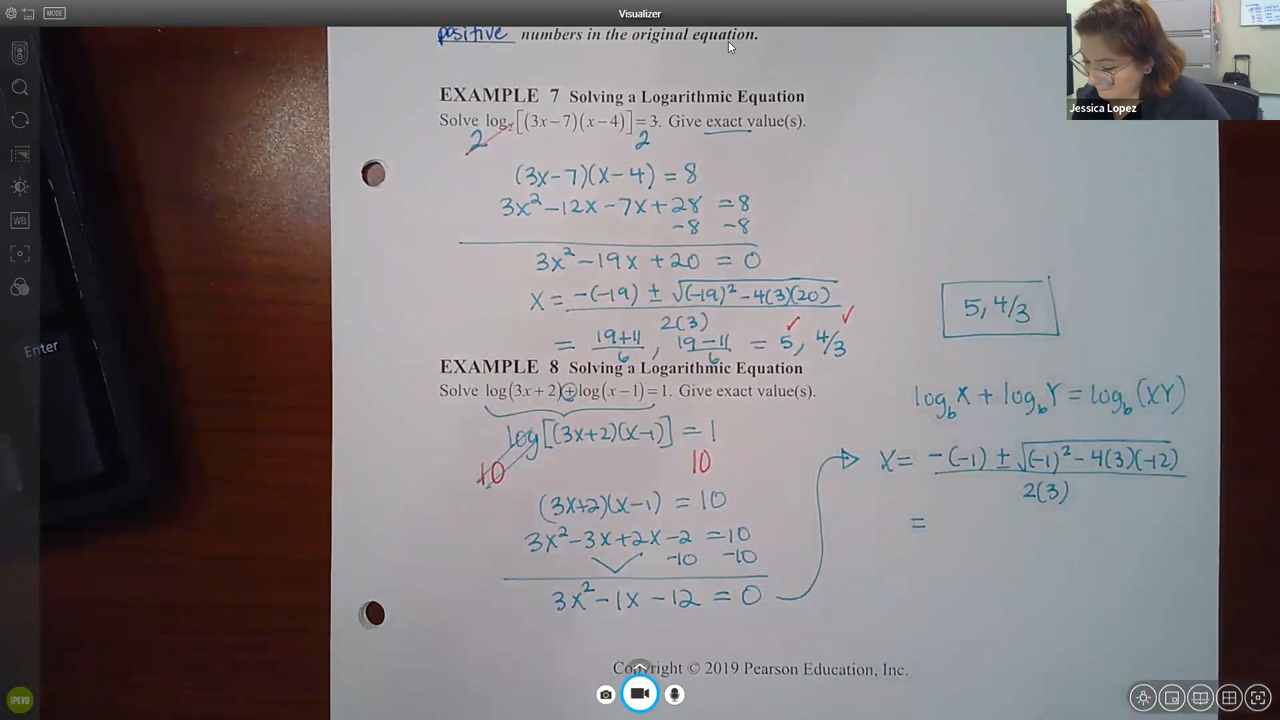 MODE
Visualizer
Jessica Lopez
WB
Enter
IPEVO
positive numbers in the original equation.
EXAMPLE 7 Solving a Logarithmic Equation
Solve log₂[(3x−7)(x−4)]=3. Give exact value(s).
2 2
(3x-7)(x-4) = 8
3x²-12x-7x+28 = 8
-8 -8
3x²-19x+20 = 0
x = -(-19) ± √(-19)²-4(3)(20)
2(3)
= 19+11/6, 19-11/6 = 5, 4/3
5, 4/3
EXAMPLE 8 Solving a Logarithmic Equation
Solve log(3x+2)+log(x−1)=1. Give exact value(s).
log[(3x+2)(x-1)] = 1
10 10
(3x+2)(x-1) = 10
3x²-3x+2x-2 = 10
-10 -10
3x²-1x-12 = 0
log_b X + log_b Y = log_b (XY)
x = -(-1) ± √(-1)²-4(3)(-12)
2(3)
=
Copyright © 2019 Pearson Education, Inc.